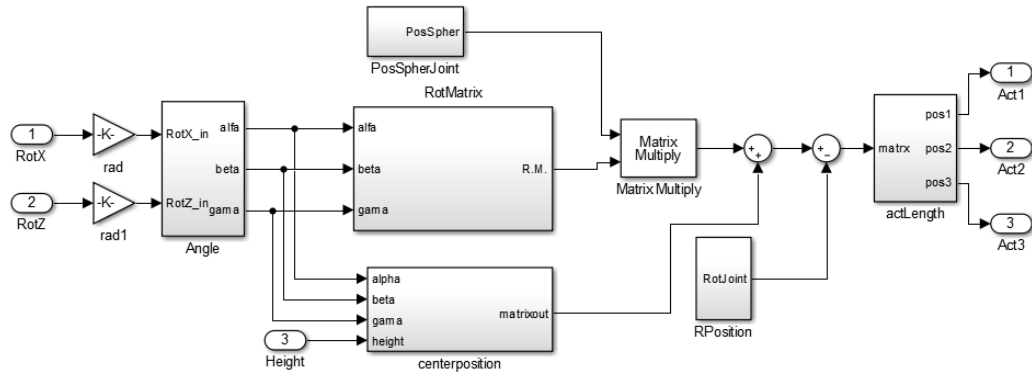 PosSpher
PosSpherJoint
RotMatrix
1
RotX
-K-
rad
RotX_in
alfa
beta
RotZ_in
gama
Angle
2
RotZ
-K-
rad1
alfa
beta
gama
R.M.
Matrix
Multiply
Matrix Multiply
+
+
+
−
matrx
pos1
pos2
pos3
actLength
1
Act1
2
Act2
3
Act3
alpha
beta
gama
height
matrixout
centerposition
3
Height
RotJoint
RPosition